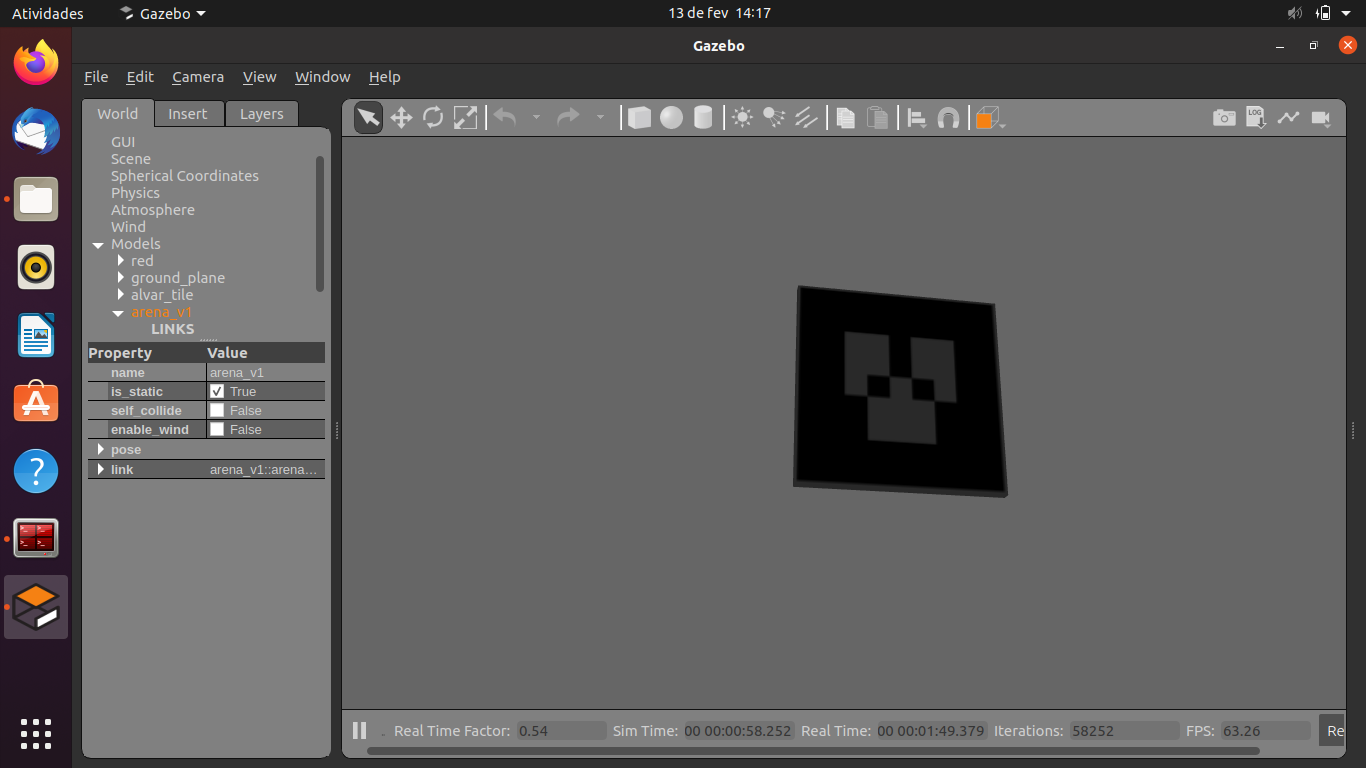 Atividades Gazebo 13 de fev 14:17
Gazebo
File Edit Camera View Window Help
World Insert Layers
LOG
GUI
Scene
Spherical Coordinates
Physics
Atmosphere
Wind
Models
red
ground_plane
alvar_tile
arena_v1
LINKS
Property Value
name arena_v1
is_static True
self_collide False
enable_wind False
pose
link arena_v1::arena...
Real Time Factor: 0.54 Sim Time: 00 00:00:58.252 Real Time: 00 00:01:49.379 Iterations: 58252 FPS: 63.26 Re